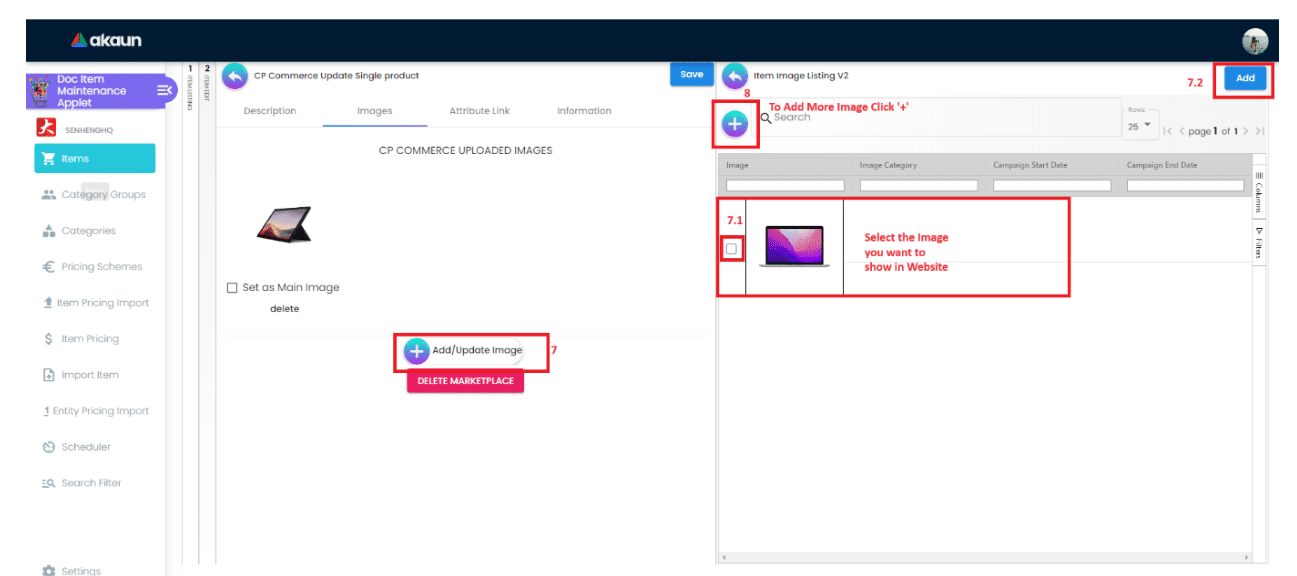 akaun
Doc Item
Maintenance
Applet
SENHENGHQ
Items
Category Groups
Categories
Pricing Schemes
Item Pricing Import
Item Pricing
Import Item
Entity Pricing Import
Scheduler
Search Filter
Settings
1
ITEM LISTING
2
ITEM EDIT
CP Commerce Update Single product
Save
Description
Images
Attribute Link
Information
CP COMMERCE UPLOADED IMAGES
Set as Main Image
delete
Add/Update Image
7
DELETE MARKETPLACE
Item Image Listing V2
7.2
Add
8
To Add More Image Click '+'
Search
Rows
25
|< < page 1 of 1 > >|
Image
Image Category
Campaign Start Date
Campaign End Date
7.1
Select the Image
you want to
show in Website
Columns
Filters